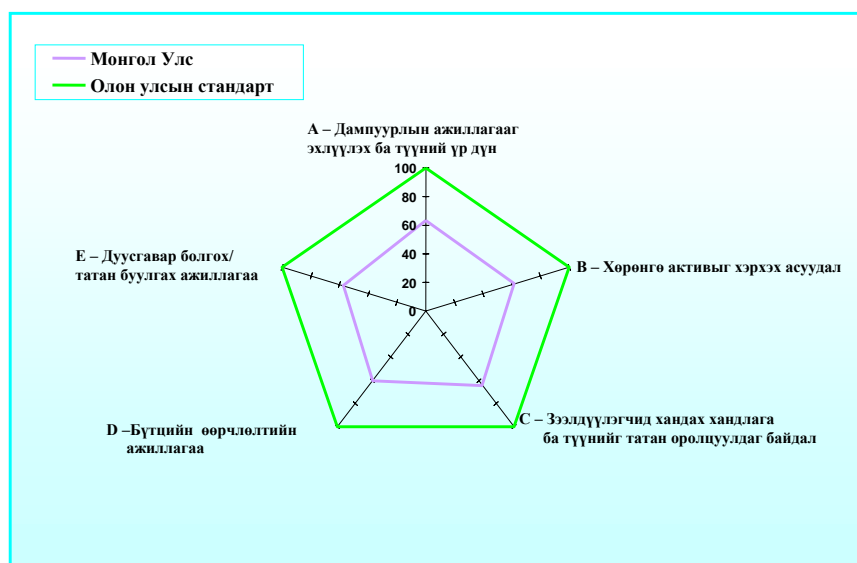 Монгол Улс
Олон улсын стандарт
A – Дампуурлын ажиллагааг
эхлүүлэх ба түүний үр дүн
100
80
60
40
20
0
E – Дуусгавар болгох/
татан буулгах ажиллагаа
B – Хөрөнгө активыг хэрхэх асуудал
D –Бүтцийн өөрчлөлтийн
ажиллагаа
C – Зээлдүүлэгчид хандах хандлага
ба түүнийг татан оролцуулдаг байдал